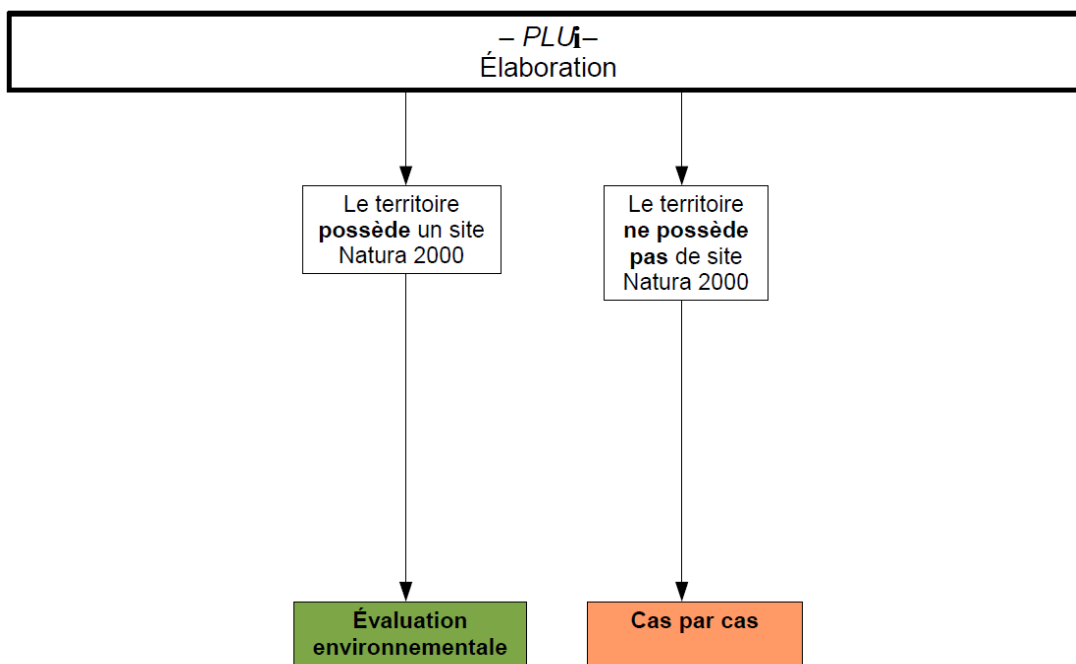 – PLUi–
Élaboration
Le territoire
possède un site
Natura 2000
Le territoire
ne possède
pas de site
Natura 2000
Évaluation
environnementale
Cas par cas